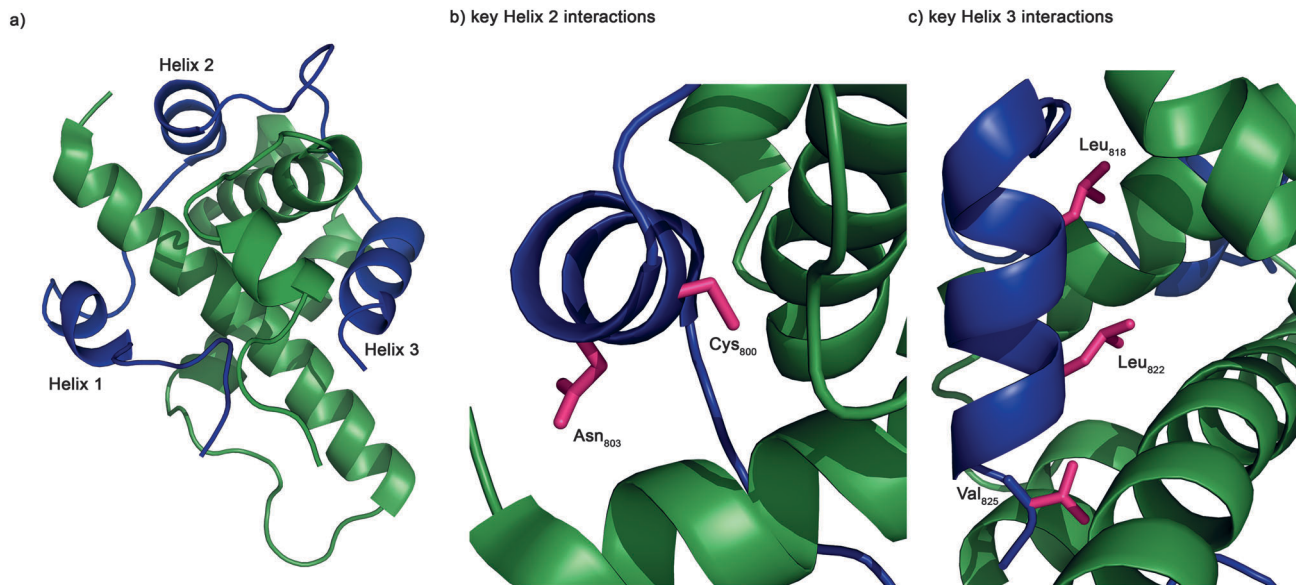 a)
b) key Helix 2 interactions
c) key Helix 3 interactions
Helix 2
Helix 1
Helix 3
Cys800
Asn803
Leu818
Leu822
Val825